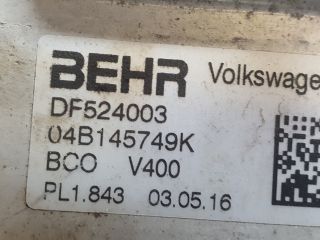 BEHR Volkswage
DF524003
04B145749K
BCO V400
PL1.843 03.05.16